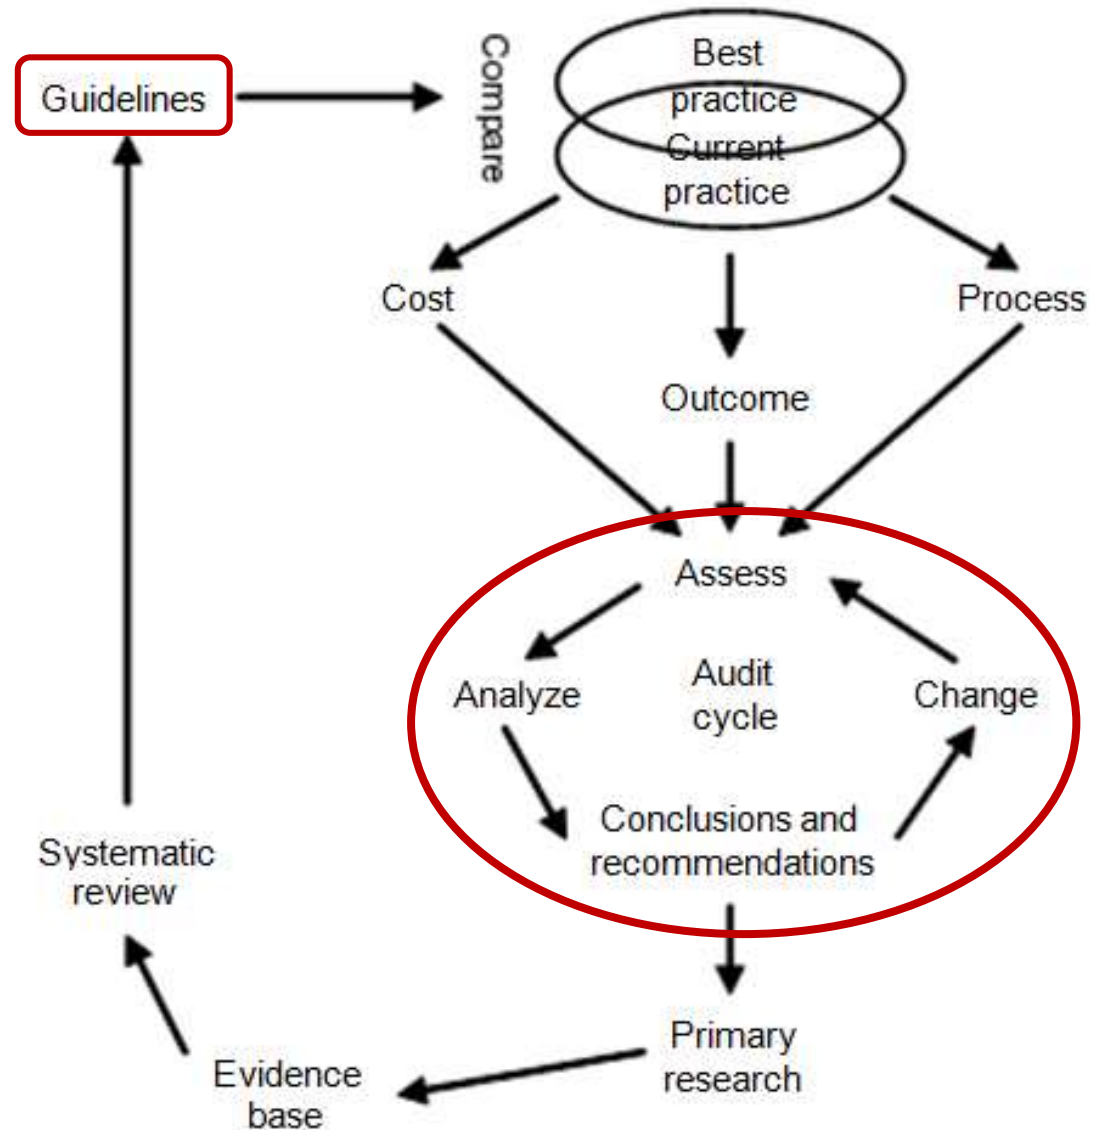 Guidelines
Compare
Best
practice
Current
practice
Cost
Process
Outcome
Assess
Analyze
Audit
cycle
Change
Conclusions and
recommendations
Systematic
review
Primary
research
Evidence
base